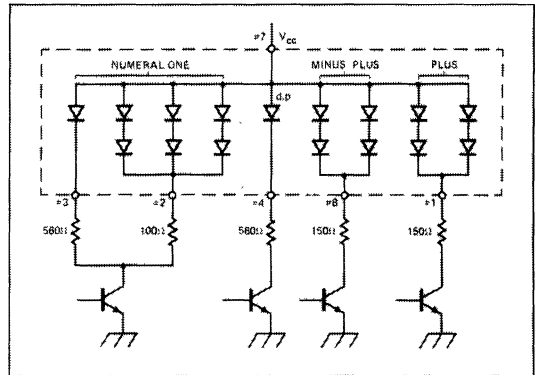 #7 Vcc
NUMERAL ONE MINUS PLUS PLUS
d.p
#3 #2 #4 #8 #1
560Ω 100Ω 560Ω 150Ω 150Ω